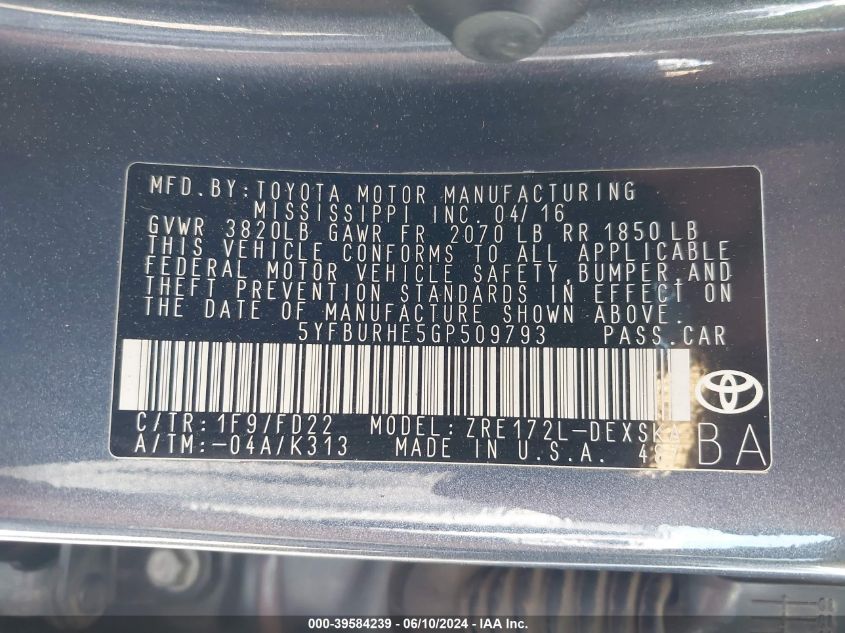 MFD.BY:TOYOTA MOTOR MANUFACTURING
MISSISSIPPI INC. 04/16
GVWR 3820LB GAWR FR 2070 LB RR 1850 LB
THIS VEHICLE CONFORMS TO ALL APPLICABLE
FEDERAL MOTOR VEHICLE SAFETY, BUMPER, AND
THEFT PREVENTION STANDARDS IN EFFECT ON
THE DATE OF MANUFACTURE SHOWN ABOVE.
5YFBURHE5GP509793 PASS.CAR
C/TR: 1F9/FD22 MODEL: ZRE172L-DEXSKA
A/TM:-04A/K313 MADE IN U.S.A.
BA
000-39584239 - 06/10/2024 - IAA Inc.